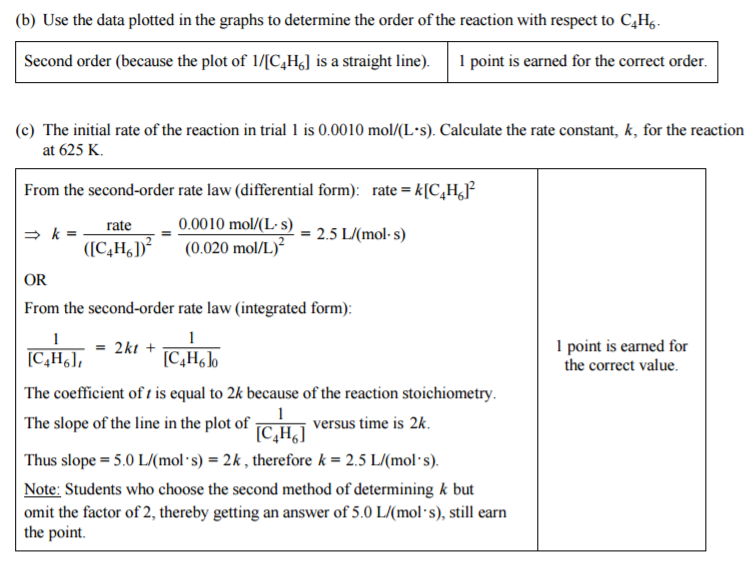 (b) Use the data plotted in the graphs to determine the order of the reaction with respect to C₄H₆.
Second order (because the plot of 1/[C₄H₆] is a straight line). 1 point is earned for the correct order.
(c) The initial rate of the reaction in trial 1 is 0.0010 mol/(L·s). Calculate the rate constant, k, for the reaction
at 625 K.
From the second-order rate law (differential form): rate = k[C₄H₆]²
⇒ k = rate / ([C₄H₆])² = 0.0010 mol/(L·s) / (0.020 mol/L)² = 2.5 L/(mol·s)
OR
From the second-order rate law (integrated form):
1/[C₄H₆]ₜ = 2kt + 1/[C₄H₆]₀
The coefficient of t is equal to 2k because of the reaction stoichiometry.
The slope of the line in the plot of 1/[C₄H₆] versus time is 2k.
Thus slope = 5.0 L/(mol·s) = 2k , therefore k = 2.5 L/(mol·s).
Note: Students who choose the second method of determining k but
omit the factor of 2, thereby getting an answer of 5.0 L/(mol·s), still earn
the point.
1 point is earned for
the correct value.